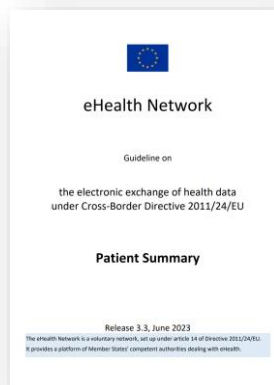 eHealth Network
Guideline on
the electronic exchange of health data
under Cross-Border Directive 2011/24/EU
Patient Summary
Release 3.3, June 2023
The eHealth Network is a voluntary network, set up under article 14 of Directive 2011/24/EU.
It provides a platform of Member States' competent authorities dealing with eHealth.